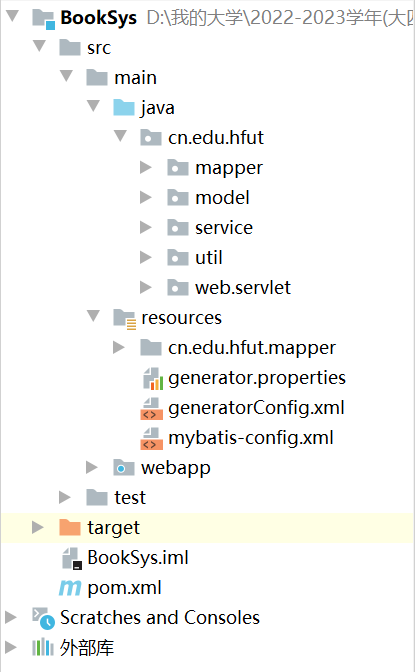 BookSys D:\我的大学\2022-2023学年(大四
src
main
java
cn.edu.hfut
mapper
model
service
util
web.servlet
resources
cn.edu.hfut.mapper
generator.properties
generatorConfig.xml
mybatis-config.xml
webapp
test
target
BookSys.iml
pom.xml
Scratches and Consoles
外部库